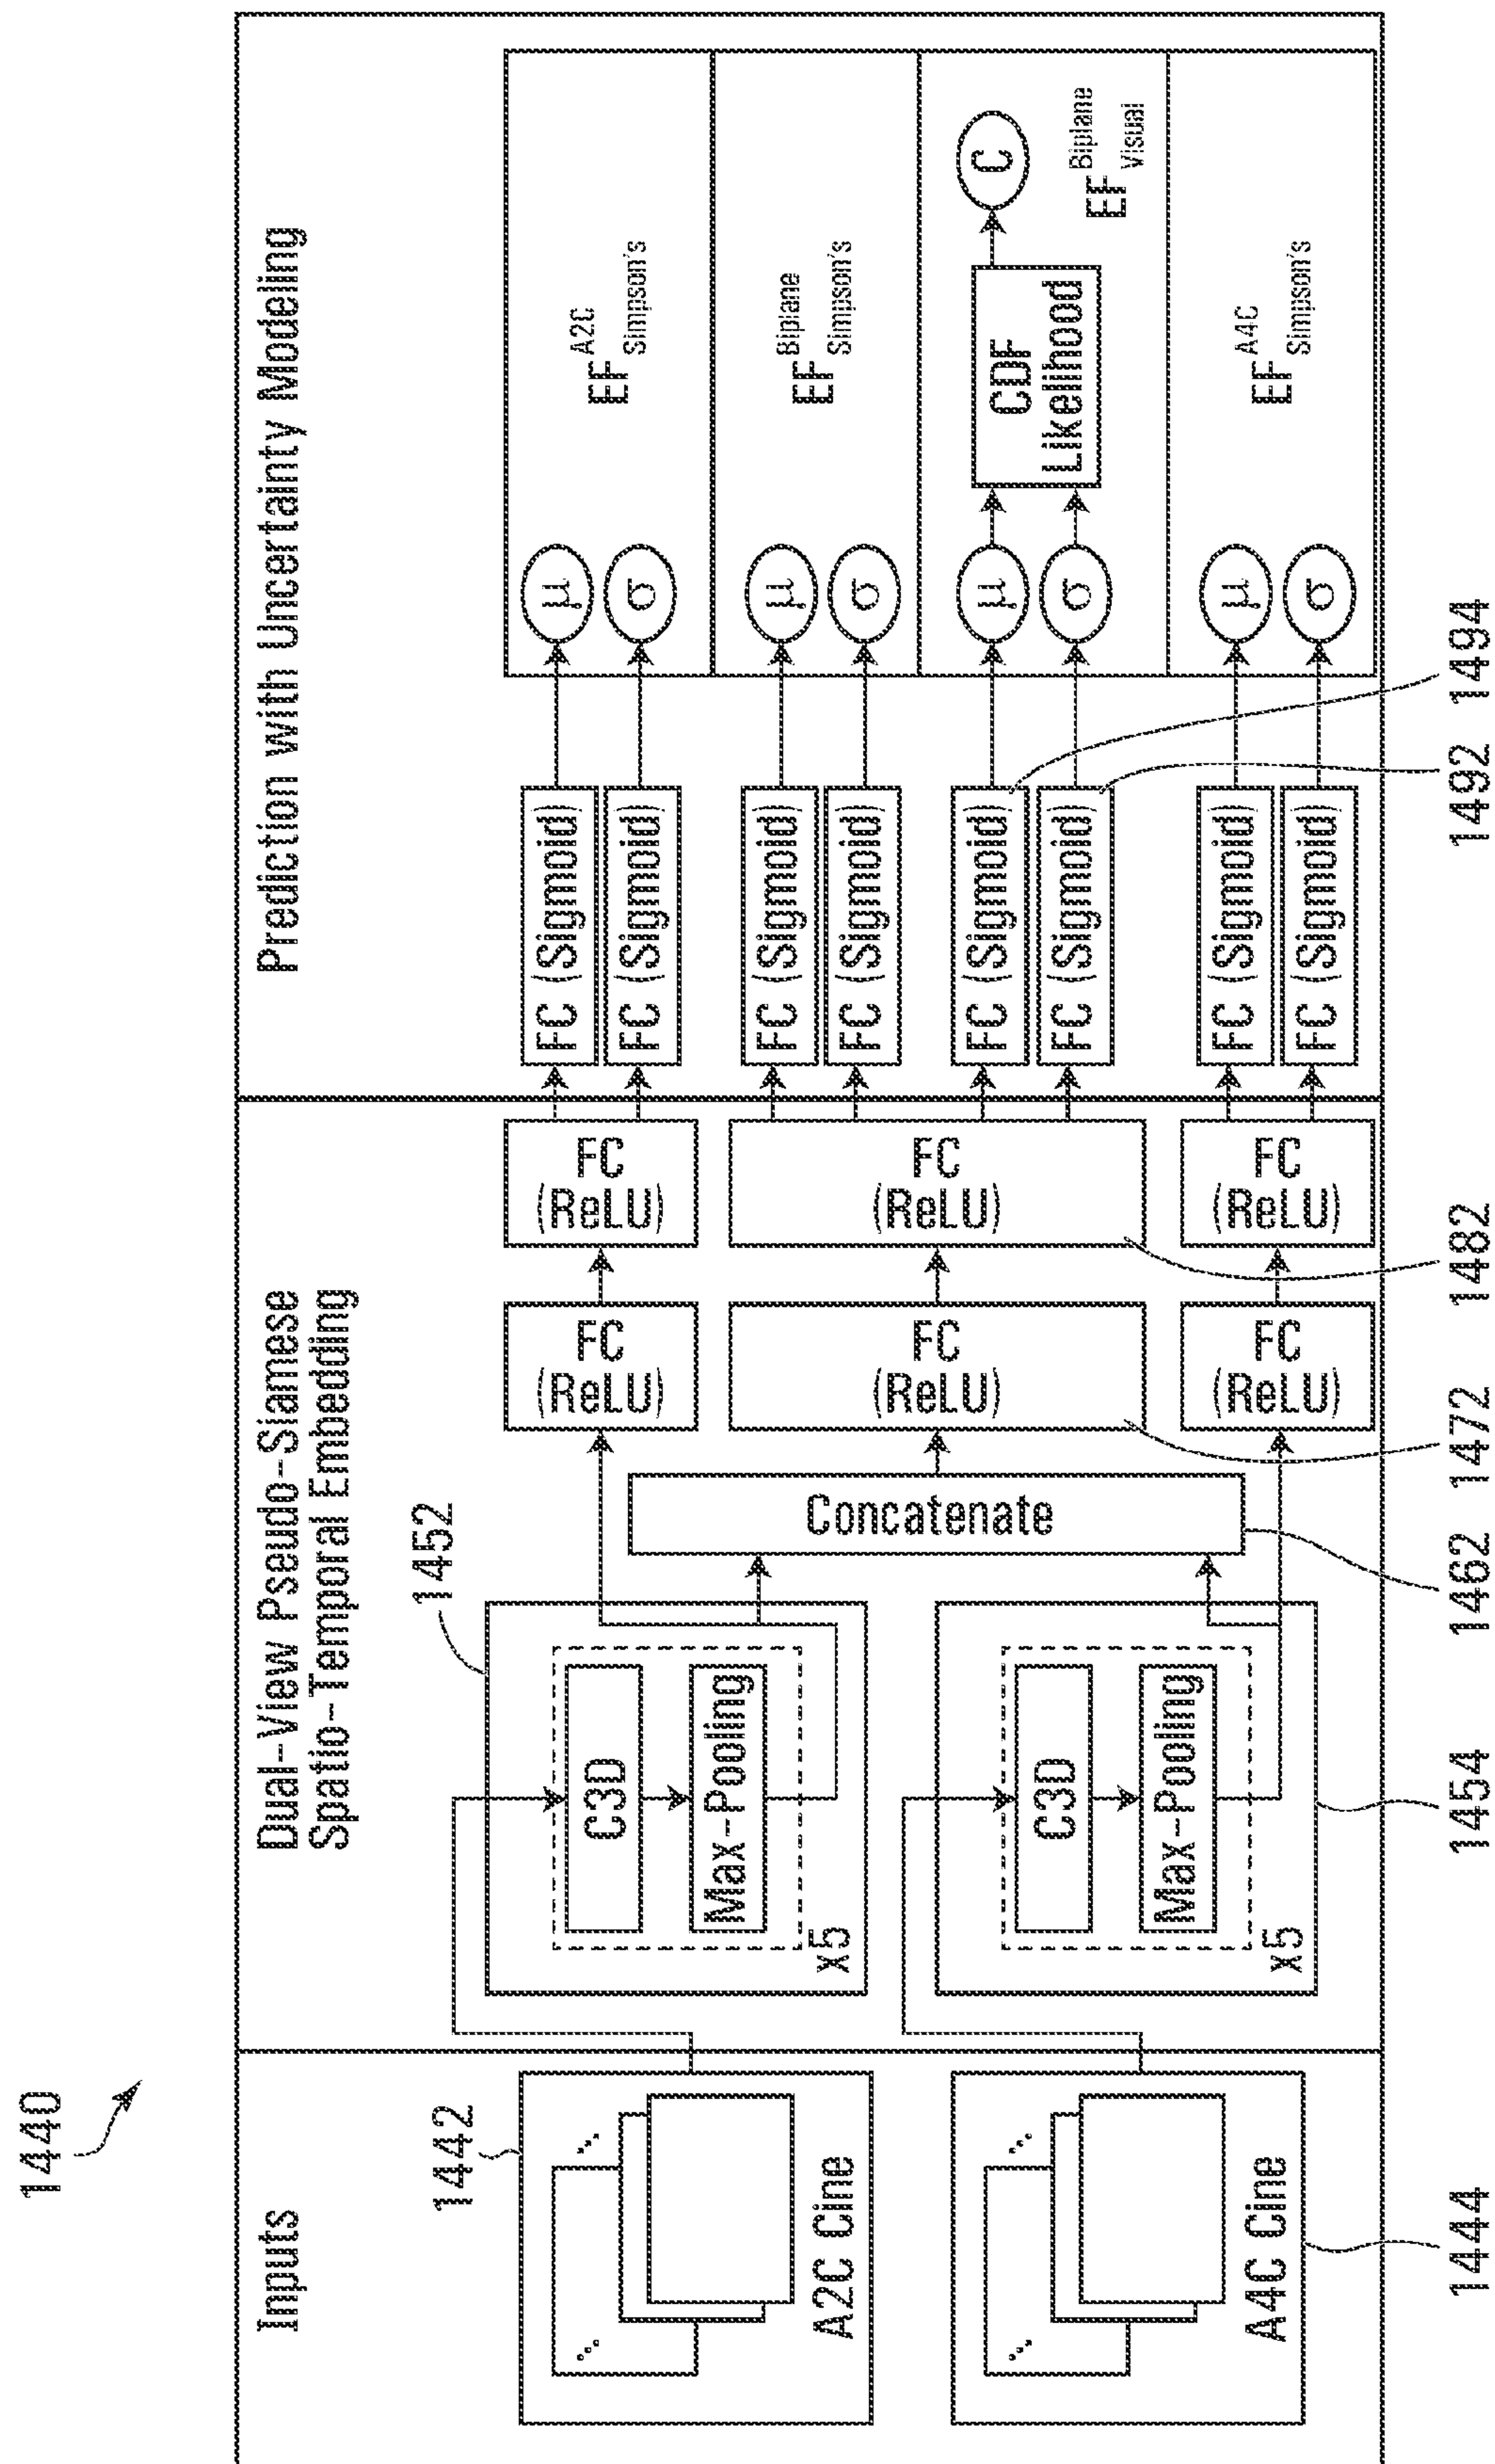 1440
Inputs
1442
A2C Cine
A4C Cine
1444
Dual-View Pseudo-Siamese
Spatio-Temporal Embedding
1452
C3D
Max-Pooling
x5
C3D
Max-Pooling
x5
1454
Concatenate
1462
FC
(ReLU)
FC
(ReLU)
FC
(ReLU)
1472
FC
(ReLU)
FC
(ReLU)
FC
(ReLU)
1482
Prediction with Uncertainty Modeling
FC (Sigmoid)
FC (Sigmoid)
FC (Sigmoid)
FC (Sigmoid)
FC (Sigmoid)
FC (Sigmoid)
FC (Sigmoid)
FC (Sigmoid)
1492
1494
μ
σ
EF A2C Simpson's
μ
σ
EF Biplane Simpson's
μ
σ
CDF
Likelihood
C
EF Biplane Visual
μ
σ
EF A4C Simpson's